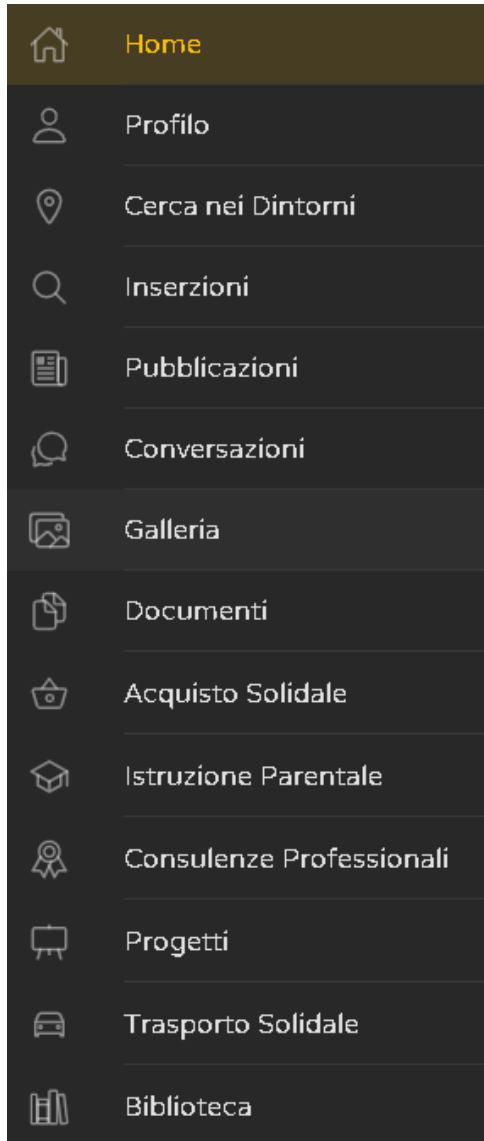 Home
Profilo
Cerca nei Dintorni
Inserzioni
Pubblicazioni
Conversazioni
Galleria
Documenti
Acquisto Solidale
Istruzione Parentale
Consulenze Professionali
Progetti
Trasporto Solidale
Biblioteca